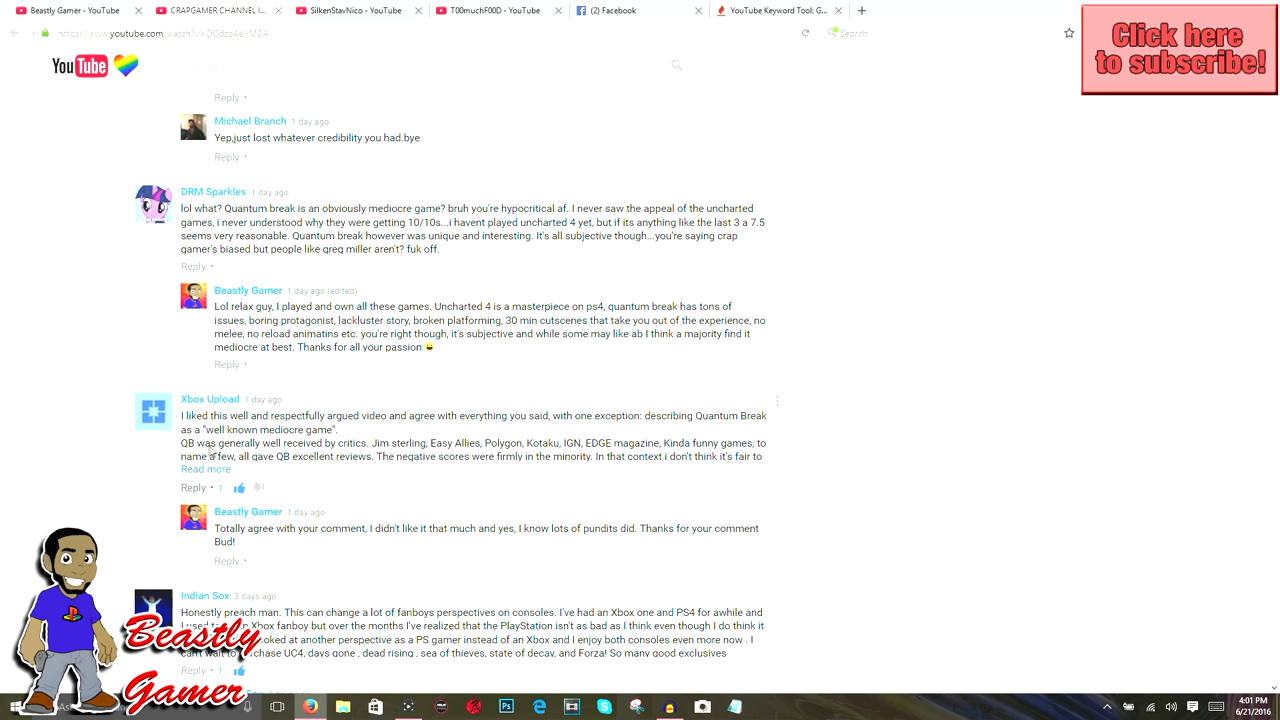 Beastly Gamer - YouTube
CRAPGAMER CHANNEL I...
SilkenStavNico - YouTube
T00muchF00D - YouTube
(2) Facebook
YouTube Keyword Tool: G...
www.youtube.com
Search
Click here
to subscribe!
YouTube
Reply
Michael Branch 1 day ago
Yep,just lost whatever credibility you had.bye
Reply
DRM Sparkles 1 day ago
lol what? Quantum break is an obviously mediocre game? bruh you're hypocritical af. I never saw the appeal of the uncharted
games, i never understood why they were getting 10/10s...i havent played uncharted 4 yet, but if its anything like the last 3 a 7.5
seems very reasonable. Quantum break however was unique and interesting. It's all subjective though...you're saying crap
gamer's biased but people like greg miller aren't? fuk off.
Reply
Beastly Gamer 1 day ago (edited)
Lol relax guy, I played and own all these games. Uncharted 4 is a masterpiece on ps4, quantum break has tons of
issues, boring protagonist, lackluster story, broken platforming, 30 min cutscenes that take you out of the experience, no
melee, no reload animatins etc. you're right though, it's subjective and while some may like ab I think a majority find it
mediocre at best. Thanks for all your passion 😀
Reply
Xbox Upload 1 day ago
I liked this well and respectfully argued video and agree with everything you said, with one exception: describing Quantum Break
as a "well known mediocre game".
QB was generally well received by critics. Jim sterling, Easy Allies, Polygon, Kotaku, IGN, EDGE magazine, Kinda funny games, to
name a few, all gave QB excellent reviews. The negative scores were firmly in the minority. In that context i don't think it's fair to
Read more
Reply 1
Beastly Gamer 1 day ago
Totally agree with your comment, I didn't like it that much and yes, I know lots of pundits did. Thanks for your comment
Bud!
Reply
Indian Sox 3 days ago
Honestly preach man. This can change a lot of fanboys perspectives on consoles. I've had an Xbox one and PS4 for awhile and
I used to an Xbox fanboy but over the months I've realized that the PlayStation isn't as bad as I think even though I do think it
looked at another perspective as a PS gamer instead of an Xbox and I enjoy both consoles even more now . I
can't wait to purchase UC4, days gone , dead rising , sea of thieves, state of decay, and Forza! So many good exclusives
Reply 1
Beastly
Gamer
4:01 PM
6/21/2016